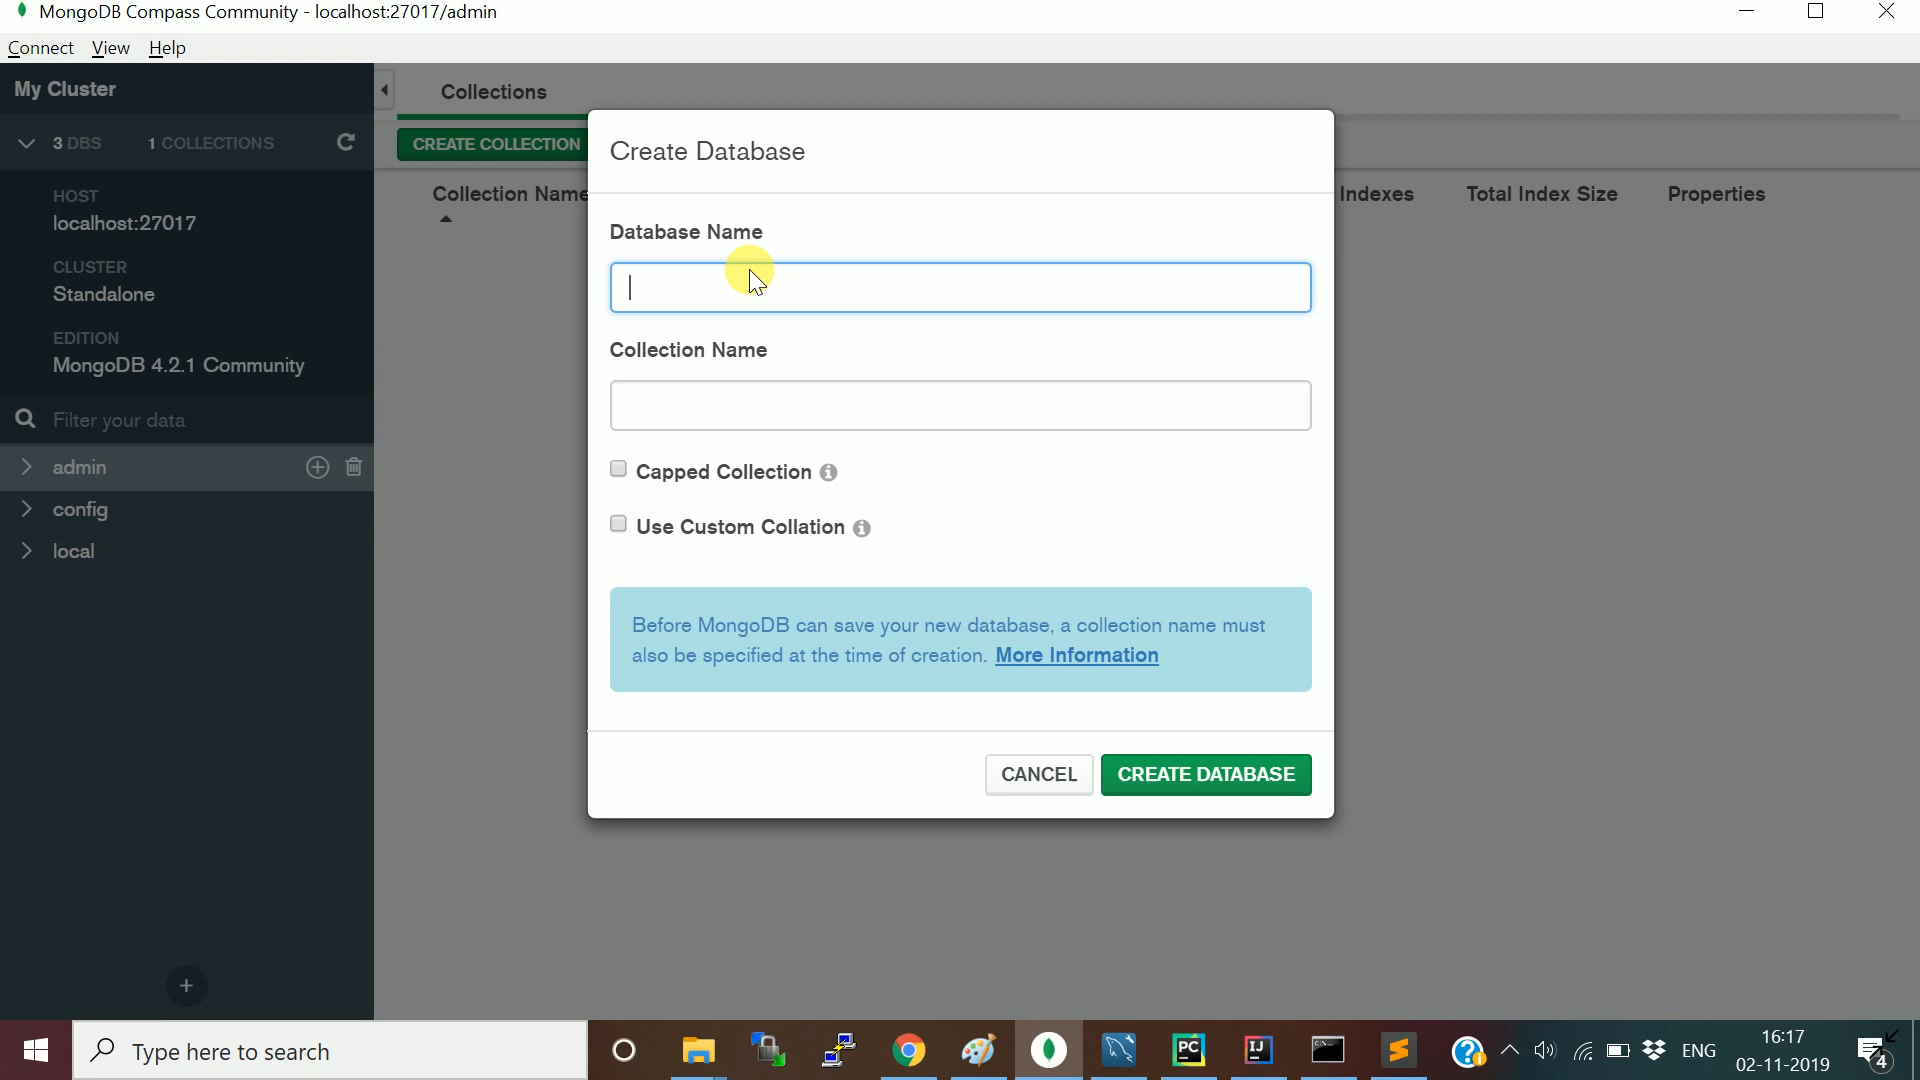 MongoDB Compass Community - localhost:27017/admin
Connect View Help
My Cluster
3 DBS 1 COLLECTIONS
HOST
localhost:27017
CLUSTER
Standalone
EDITION
MongoDB 4.2.1 Community
Filter your data
admin
config
local
Collections
CREATE COLLECTION
Collection Name Indexes Total Index Size Properties
Create Database
Database Name
Collection Name
Capped Collection
Use Custom Collation
Before MongoDB can save your new database, a collection name must
also be specified at the time of creation. More Information
CANCEL CREATE DATABASE
Type here to search
PC
IJ
ENG
16:17
02-11-2019
4